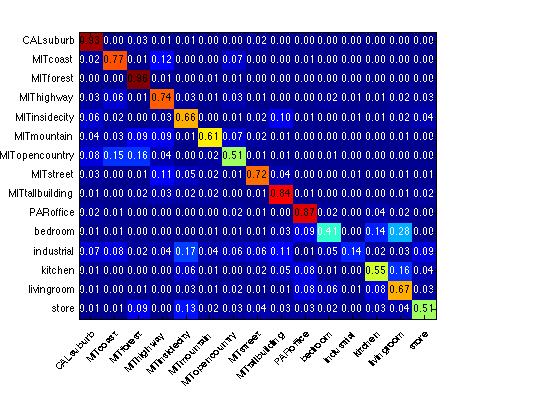 CALsuburb 0.00 0.03 0.01 0.01 0.00 0.00 0.00 0.02 0.00 0.00 0.00 0.00 0.00 0.00
MITcoast 0.02 0.77 0.01 0.12 0.00 0.00 0.07 0.00 0.01 0.00 0.00 0.00 0.00 0.00 0.00
MITforest 0.00 0.00 0.01 0.00 0.01 0.01 0.00 0.00 0.00 0.00 0.00 0.00 0.00 0.00
MIThighway 0.03 0.06 0.01 0.74 0.03 0.01 0.03 0.01 0.00 0.00 0.00 0.02 0.01 0.02 0.03
MITinsidecity 0.06 0.02 0.00 0.03 0.66 0.00 0.00 0.02 0.10 0.01 0.00 0.01 0.01 0.02 0.04
MITmountain 0.04 0.03 0.09 0.09 0.01 0.61 0.07 0.02 0.01 0.00 0.00 0.00 0.00 0.00 0.01
MITopencountry 0.08 0.15 0.16 0.04 0.00 0.02 0.51 0.01 0.01 0.00 0.00 0.00 0.00 0.00 0.00
MITstreet 0.03 0.00 0.01 0.11 0.05 0.02 0.01 0.72 0.04 0.00 0.00 0.00 0.00 0.00 0.01
MITtallbuilding 0.01 0.00 0.02 0.03 0.02 0.01 0.02 0.01 0.84 0.01 0.00 0.00 0.00 0.01 0.02
PARoffice 0.02 0.01 0.00 0.00 0.00 0.00 0.02 0.00 0.01 0.87 0.02 0.00 0.04 0.02 0.01
bedroom 0.01 0.00 0.00 0.00 0.01 0.00 0.01 0.01 0.03 0.09 0.41 0.00 0.14 0.28 0.00
industrial 0.07 0.08 0.02 0.04 0.17 0.04 0.06 0.06 0.11 0.01 0.05 0.14 0.02 0.03 0.09
kitchen 0.01 0.00 0.00 0.00 0.06 0.00 0.01 0.02 0.05 0.08 0.01 0.00 0.55 0.16 0.04
livingroom 0.01 0.00 0.00 0.00 0.01 0.00 0.02 0.01 0.01 0.08 0.06 0.01 0.08 0.67 0.03
store 0.01 0.01 0.09 0.00 0.13 0.02 0.03 0.04 0.03 0.03 0.02 0.01 0.03 0.04 0.51
CALsuburb MITcoast MITforest MIThighway MITinsidecity MITmountain MITopencountry MITstreet MITtallbuilding PARoffice bedroom industrial kitchen livingroom store